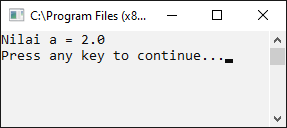 C:\Program Files (x8...
Nilai a = 2.0
Press any key to continue...